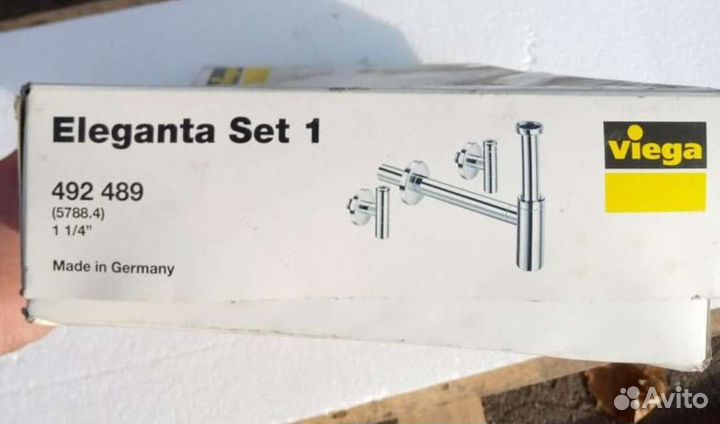 Eleganta Set 1
492 489
(5788.4)
1 1/4”
Made in Germany
viega
Avito